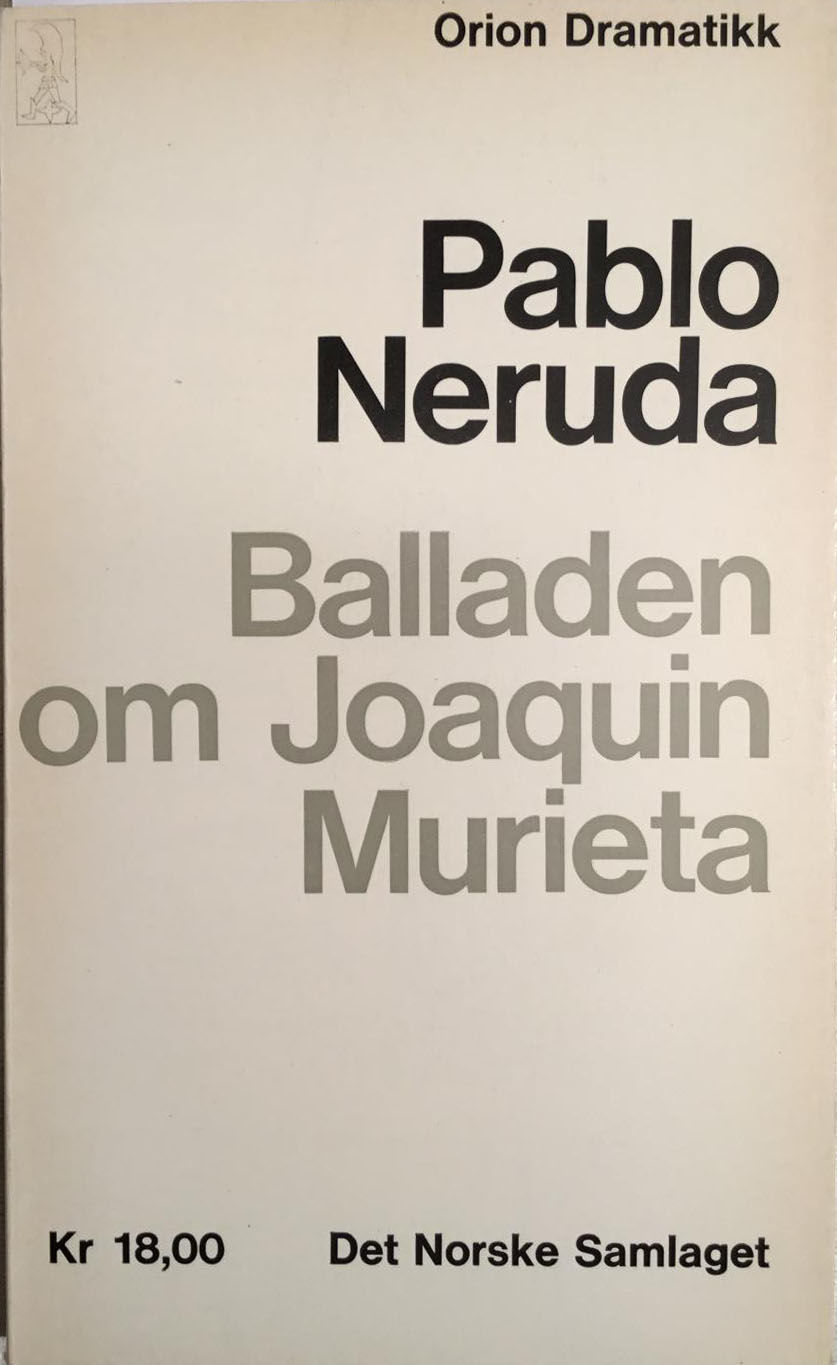 Orion Dramatikk
Pablo
Neruda
Balladen
om Joaquin
Murieta
Kr 18,00 Det Norske Samlaget